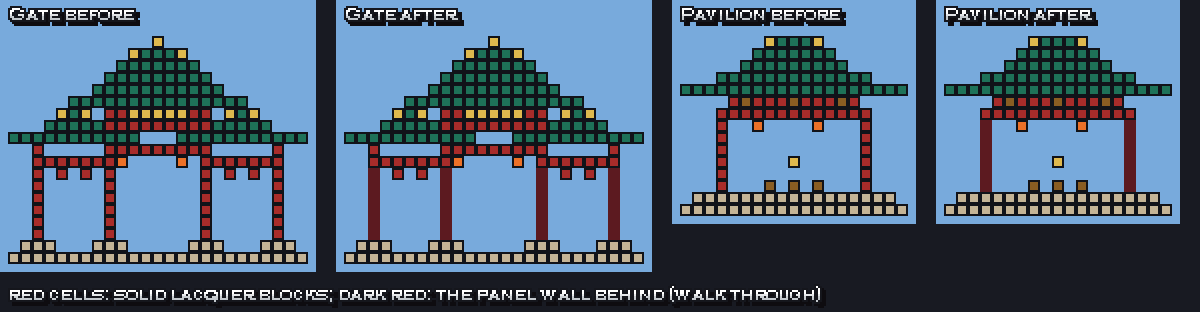 GATE BEFORE
GATE AFTER
PAVILION BEFORE
PAVILION AFTER
RED CELLS: SOLID LACQUER BLOCKS; DARK RED: THE PANEL WALL BEHIND (WALK THROUGH)